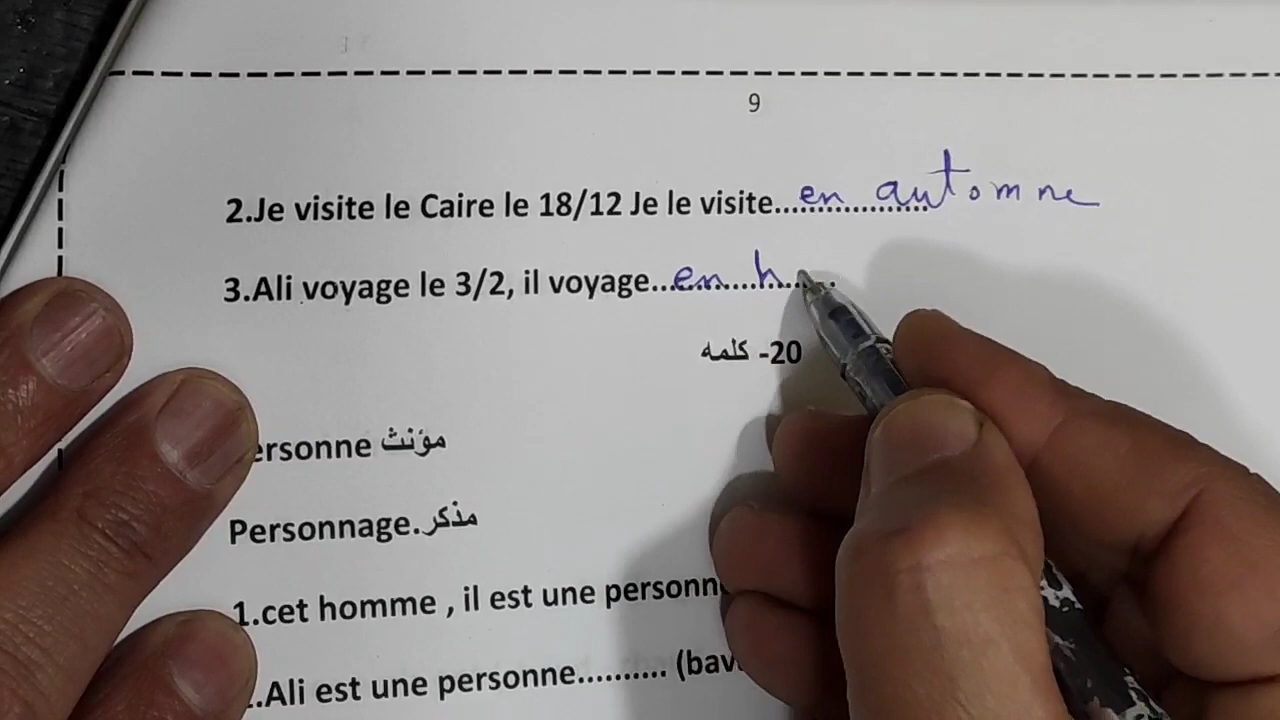 9
2.Je visite le Caire le 18/12 Je le visite...en automne
3.Ali voyage le 3/2, il voyage...en h
20- كلمه
ersonne مؤنث
Personnage.مذكر
1.cet homme , il est une personn
.Ali est une personne.......... (bav